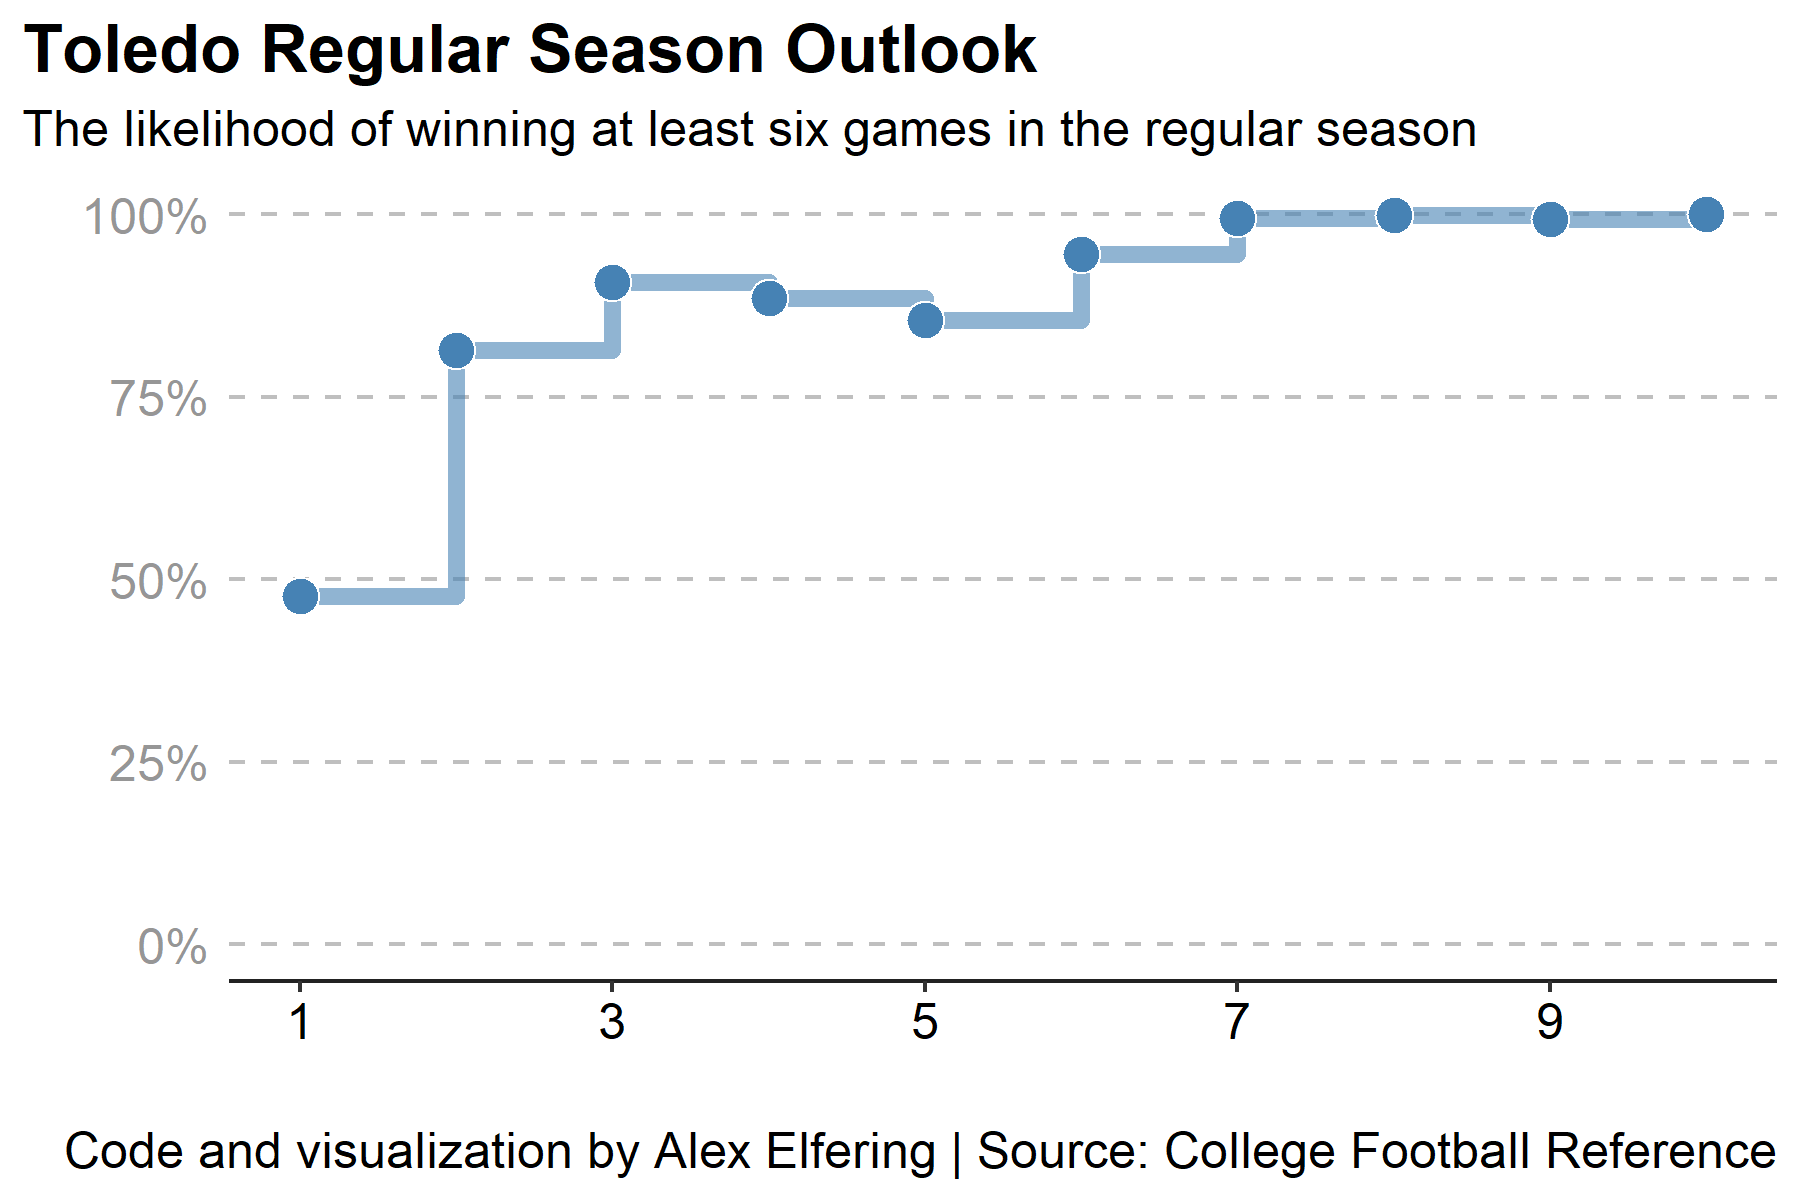 Toledo Regular Season Outlook
The likelihood of winning at least six games in the regular season
100%
75%
50%
25%
0%
1 3 5 7 9
Code and visualization by Alex Elfering | Source: College Football Reference